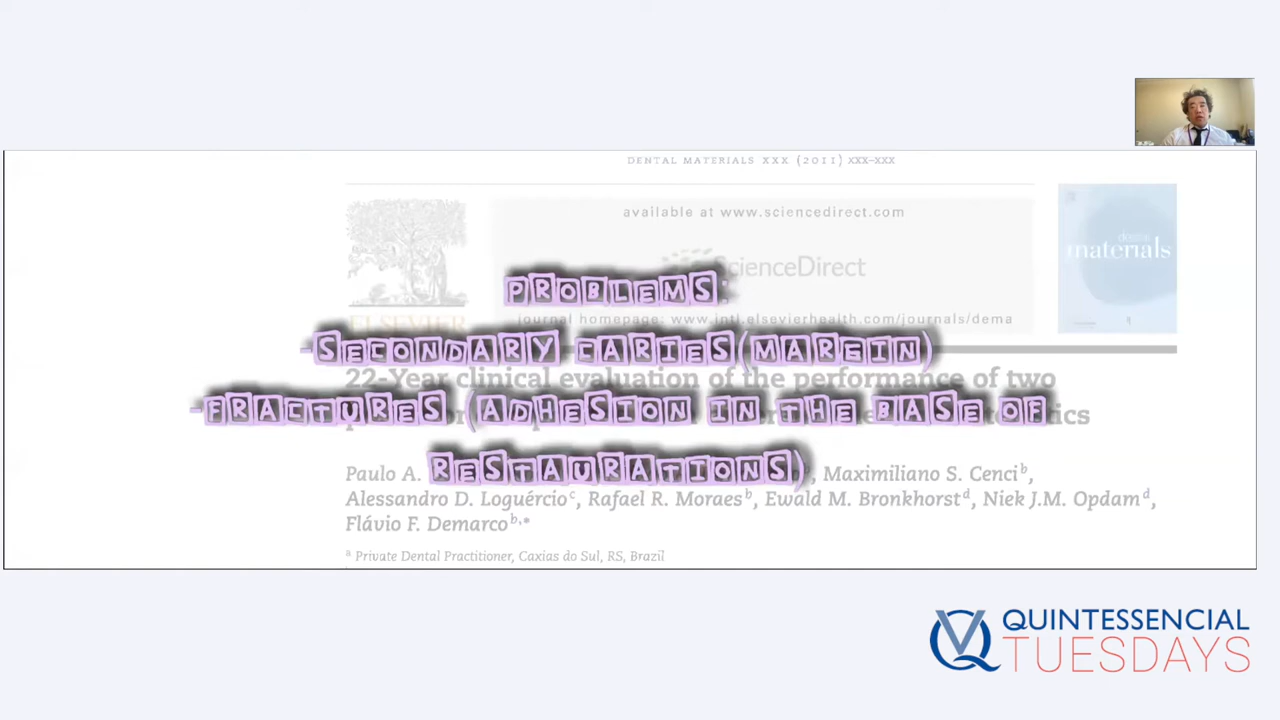 DENTAL MATERIALS XXX (2011) XXX–XXX
available at www.sciencedirect.com
dental
materials
ScienceDirect
PROBLEMS:
journal homepage: www.intl.elsevierhealth.com/journals/dema
ELSEVIER
-SECONDARY CARIES(MAREIN)
22-Year clinical evaluation of the performance of two
-FRACTURES (ADHESION IN THE BASE OF
RESTAURATIONS)
Paulo A. , Maximiliano S. Cenci b,
Alessandro D. Loguércio c, Rafael R. Moraes b, Ewald M. Bronkhorst d, Niek J.M. Opdam d,
Flávio F. Demarco b,*
a Private Dental Practitioner, Caxias do Sul, RS, Brazil
QUINTESSENCIAL
TUESDAYS